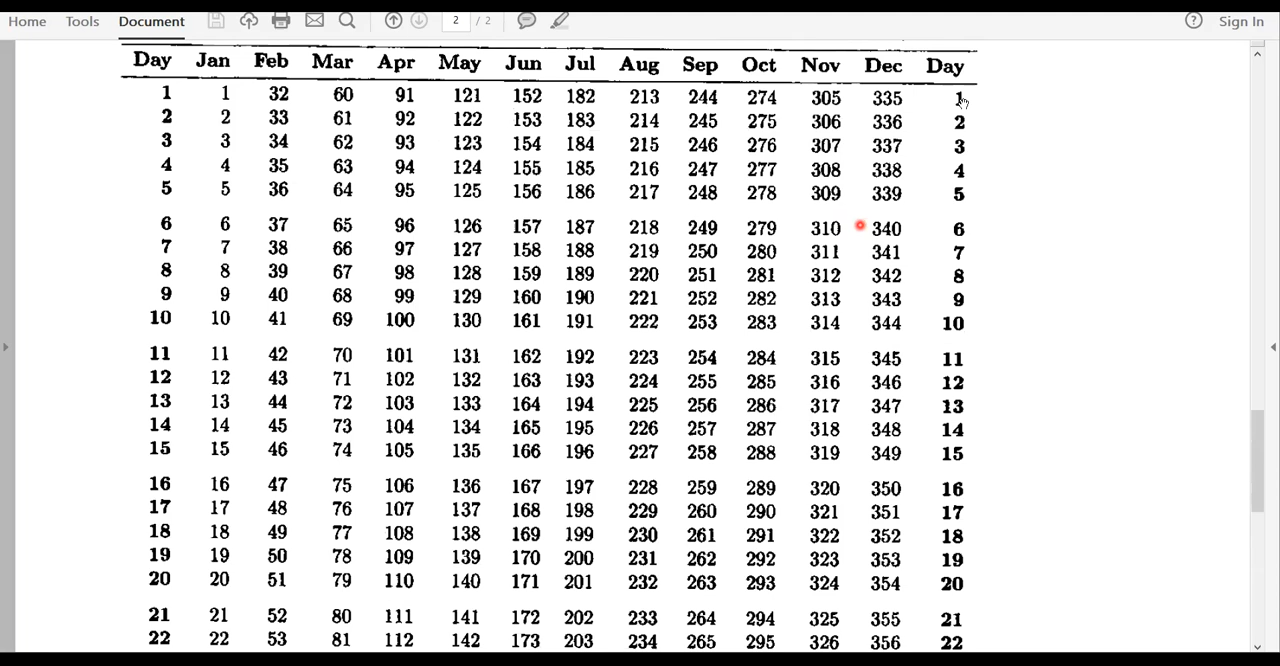 Home Tools Document 2 / 2 Sign In
Day Jan Feb Mar Apr May Jun Jul Aug Sep Oct Nov Dec Day
1 1 32 60 91 121 152 182 213 244 274 305 335 1
2 2 33 61 92 122 153 183 214 245 275 306 336 2
3 3 34 62 93 123 154 184 215 246 276 307 337 3
4 4 35 63 94 124 155 185 216 247 277 308 338 4
5 5 36 64 95 125 156 186 217 248 278 309 339 5
6 6 37 65 96 126 157 187 218 249 279 310 340 6
7 7 38 66 97 127 158 188 219 250 280 311 341 7
8 8 39 67 98 128 159 189 220 251 281 312 342 8
9 9 40 68 99 129 160 190 221 252 282 313 343 9
10 10 41 69 100 130 161 191 222 253 283 314 344 10
11 11 42 70 101 131 162 192 223 254 284 315 345 11
12 12 43 71 102 132 163 193 224 255 285 316 346 12
13 13 44 72 103 133 164 194 225 256 286 317 347 13
14 14 45 73 104 134 165 195 226 257 287 318 348 14
15 15 46 74 105 135 166 196 227 258 288 319 349 15
16 16 47 75 106 136 167 197 228 259 289 320 350 16
17 17 48 76 107 137 168 198 229 260 290 321 351 17
18 18 49 77 108 138 169 199 230 261 291 322 352 18
19 19 50 78 109 139 170 200 231 262 292 323 353 19
20 20 51 79 110 140 171 201 232 263 293 324 354 20
21 21 52 80 111 141 172 202 233 264 294 325 355 21
22 22 53 81 112 142 173 203 234 265 295 326 356 22